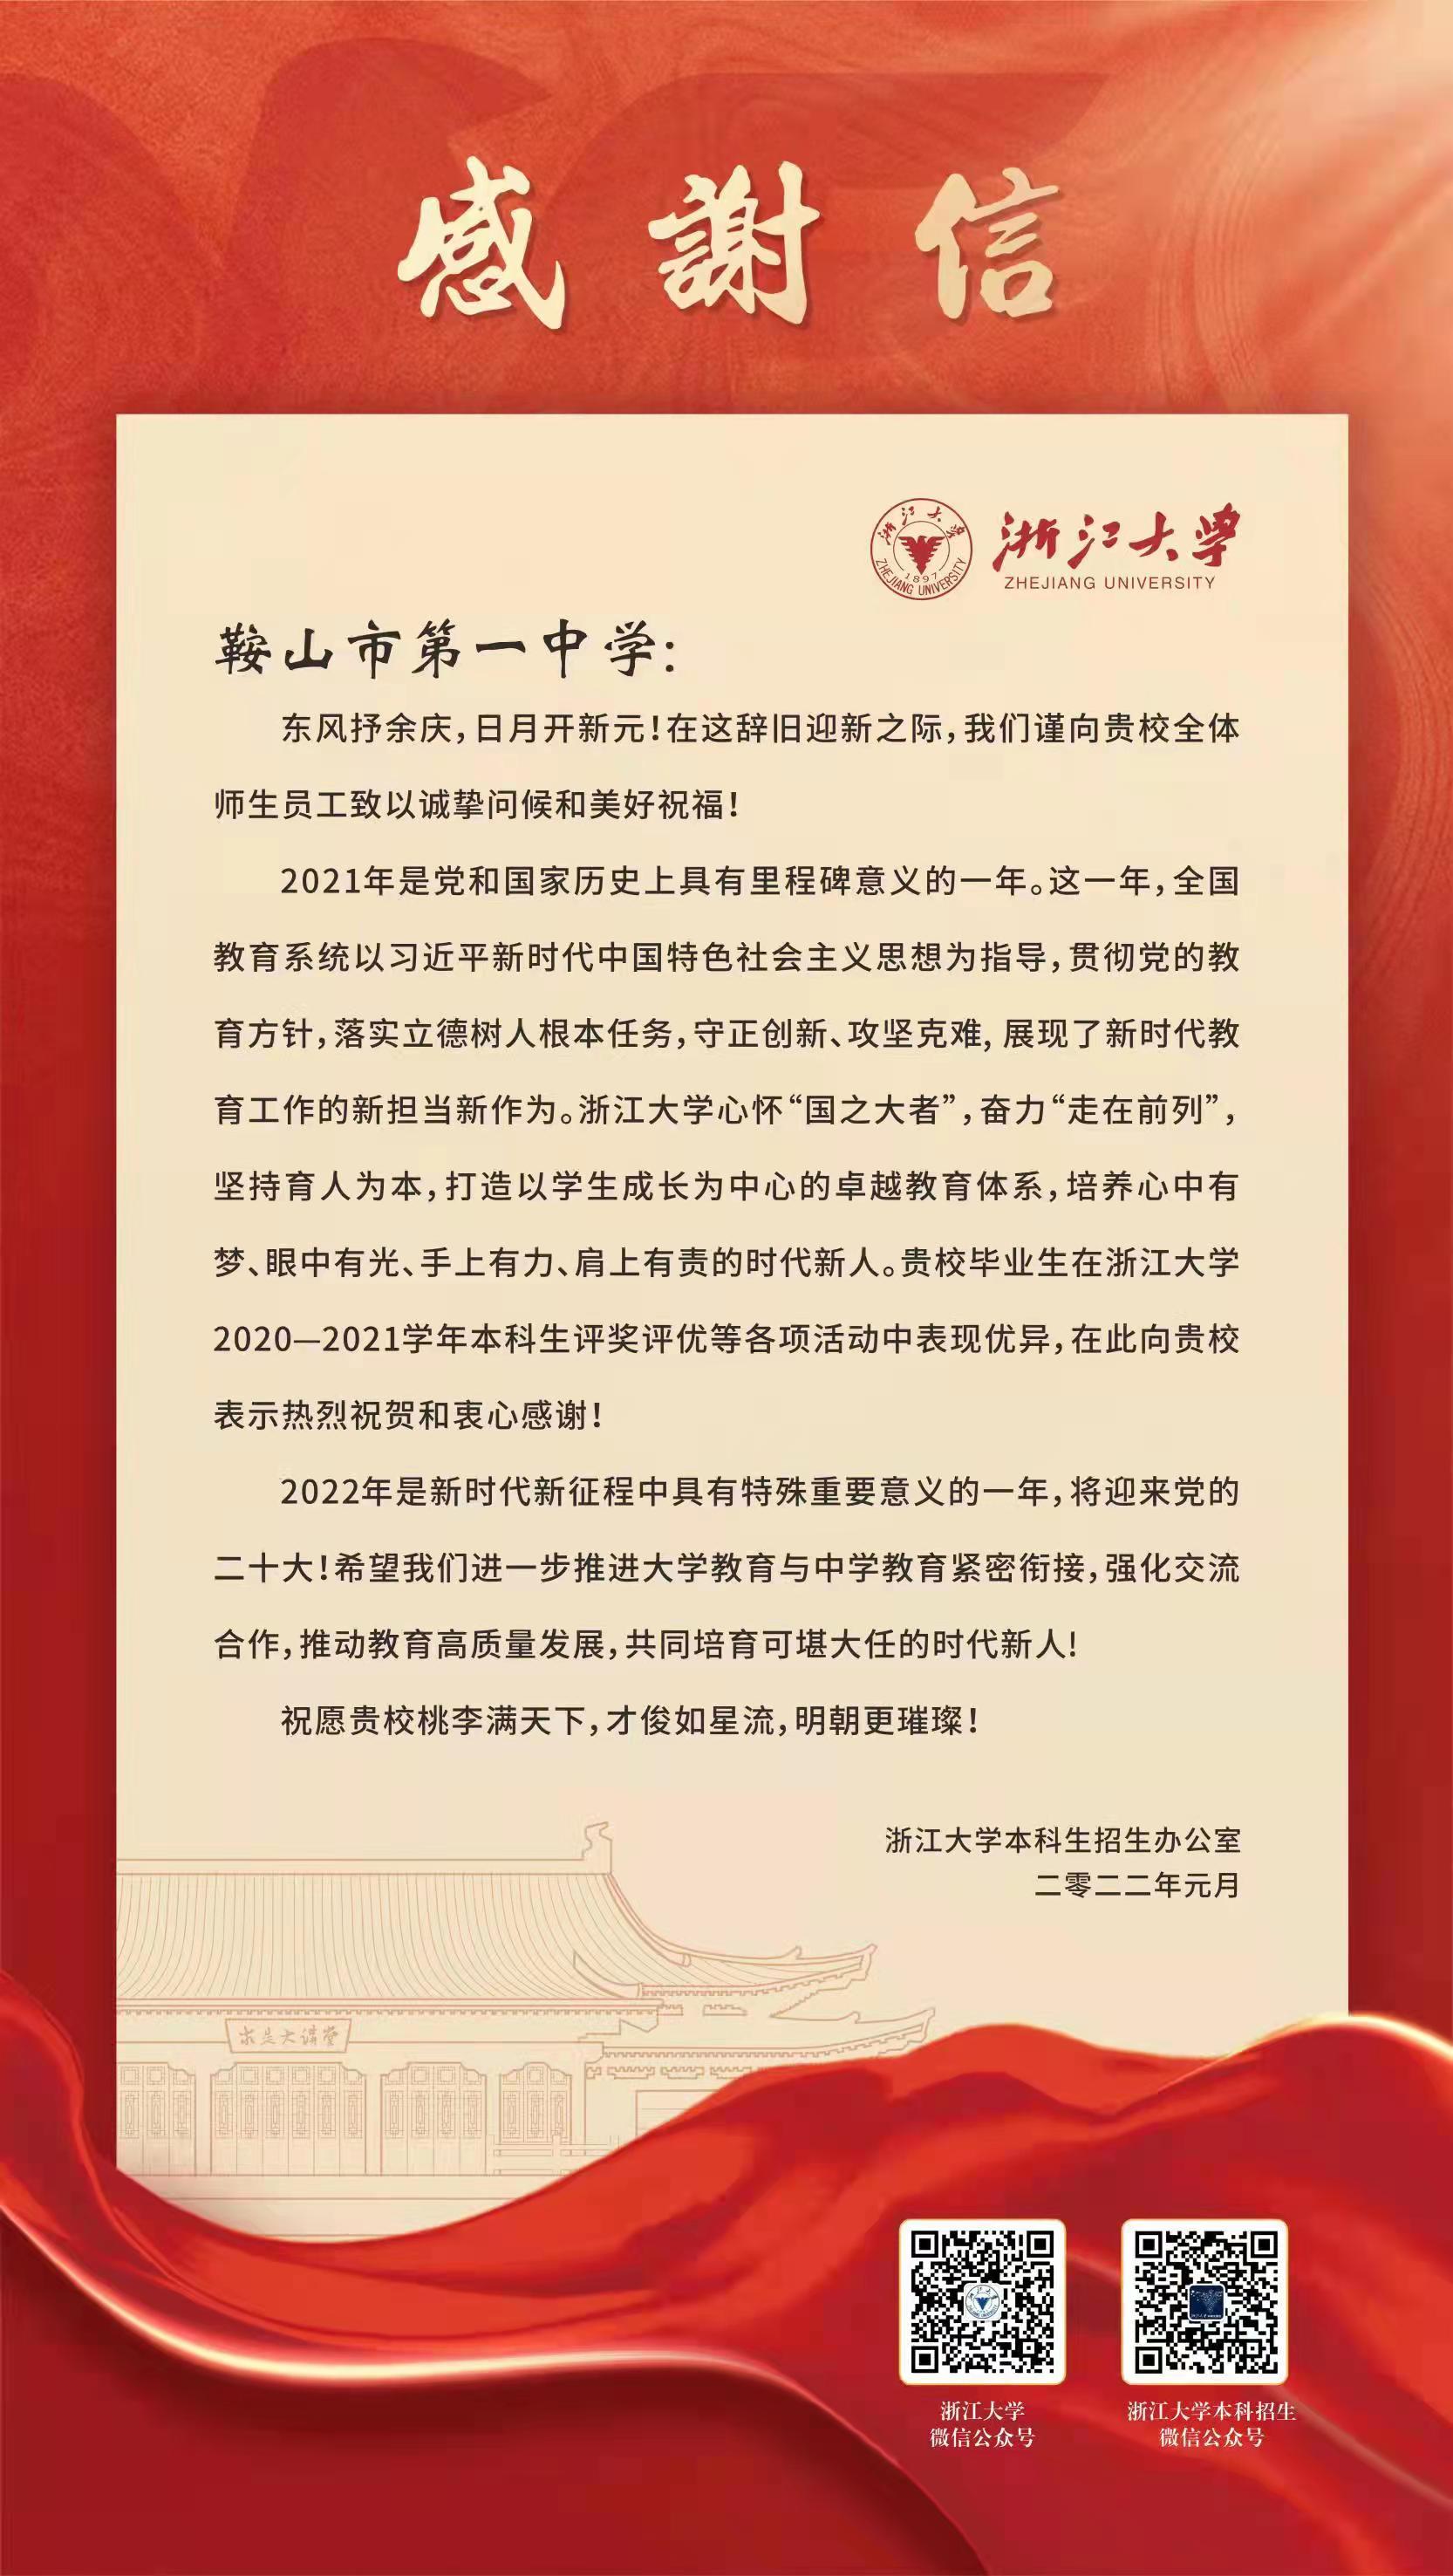 感謝信
浙江大学
ZHEJIANG UNIVERSITY
1897
浙江大学
ZHEJIANG UNIVERSITY
鞍山市第一中学：
东风抒余庆，日月开新元！在这辞旧迎新之际，我们谨向贵校全体
师生员工致以诚挚问候和美好祝福！
2021年是党和国家历史上具有里程碑意义的一年。这一年，全国
教育系统以习近平新时代中国特色社会主义思想为指导，贯彻党的教
育方针，落实立德树人根本任务，守正创新、攻坚克难, 展现了新时代教
育工作的新担当新作为。浙江大学心怀“国之大者”，奋力“走在前列”，
坚持育人为本，打造以学生成长为中心的卓越教育体系，培养心中有
梦、眼中有光、手上有力、肩上有责的时代新人。贵校毕业生在浙江大学
2020—2021学年本科生评奖评优等各项活动中表现优异，在此向贵校
表示热烈祝贺和衷心感谢！
2022年是新时代新征程中具有特殊重要意义的一年，将迎来党的
二十大！希望我们进一步推进大学教育与中学教育紧密衔接，强化交流
合作，推动教育高质量发展，共同培育可堪大任的时代新人!
祝愿贵校桃李满天下，才俊如星流，明朝更璀璨！
浙江大学本科生招生办公室
二零二二年元月
求是大讲堂
浙江大学
微信公众号
浙江大学本科招生
微信公众号